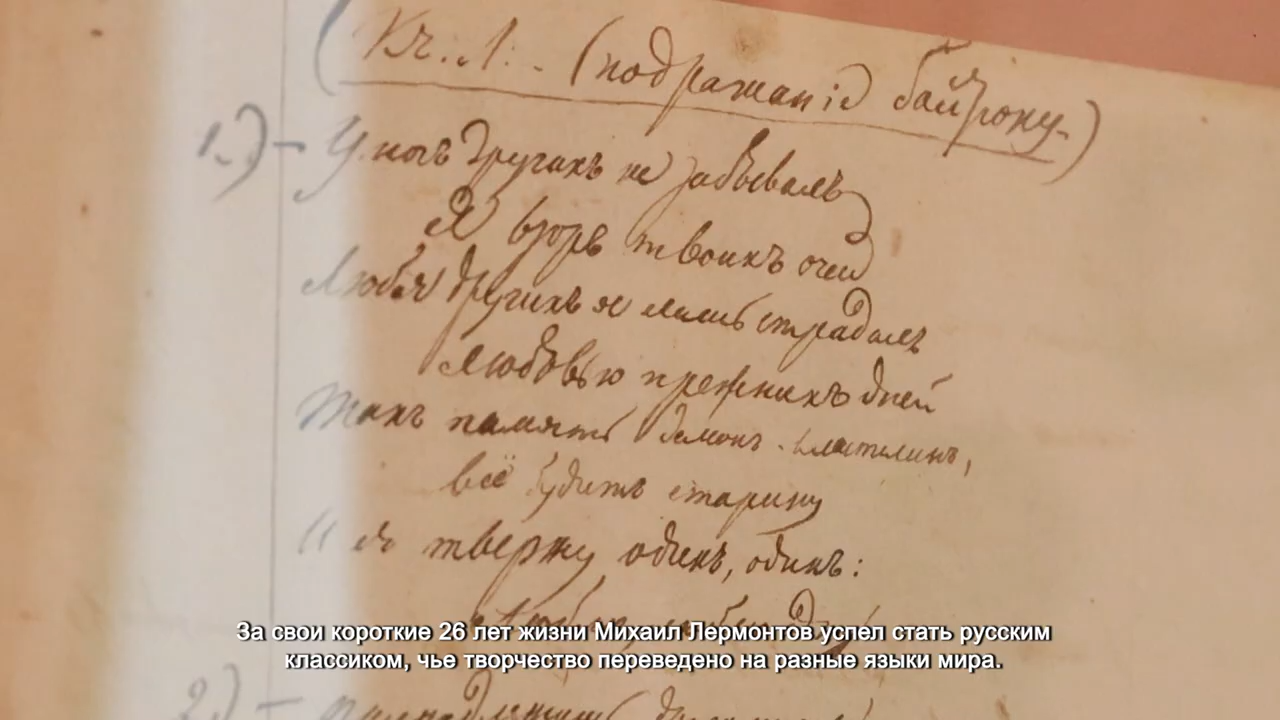 (Къ. Л: - (подражаніе Байрону.)
1.) - У ногъ другихъ не забывалъ
Я взоръ твоихъ очей
Любя другихъ я лишь страдалъ
Любовью прежнихъ дней
Такъ память демонъ - властелинъ,
всё будитъ старину
И я твержу одинъ, одинъ:
За свои короткие 26 лет жизни Михаил Лермонтов успел стать русским
классиком, чье творчество переведено на разные языки мира.
2) -